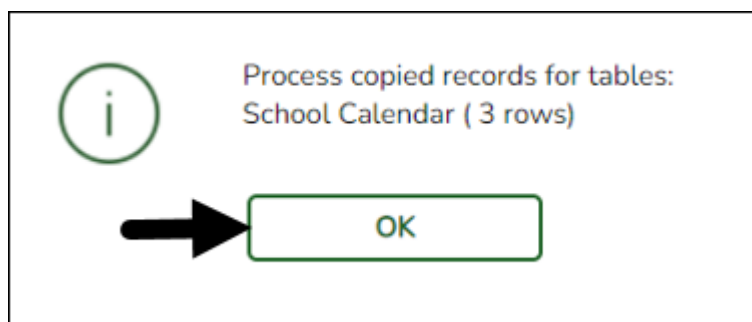 Process copied records for tables:
School Calendar ( 3 rows)
OK